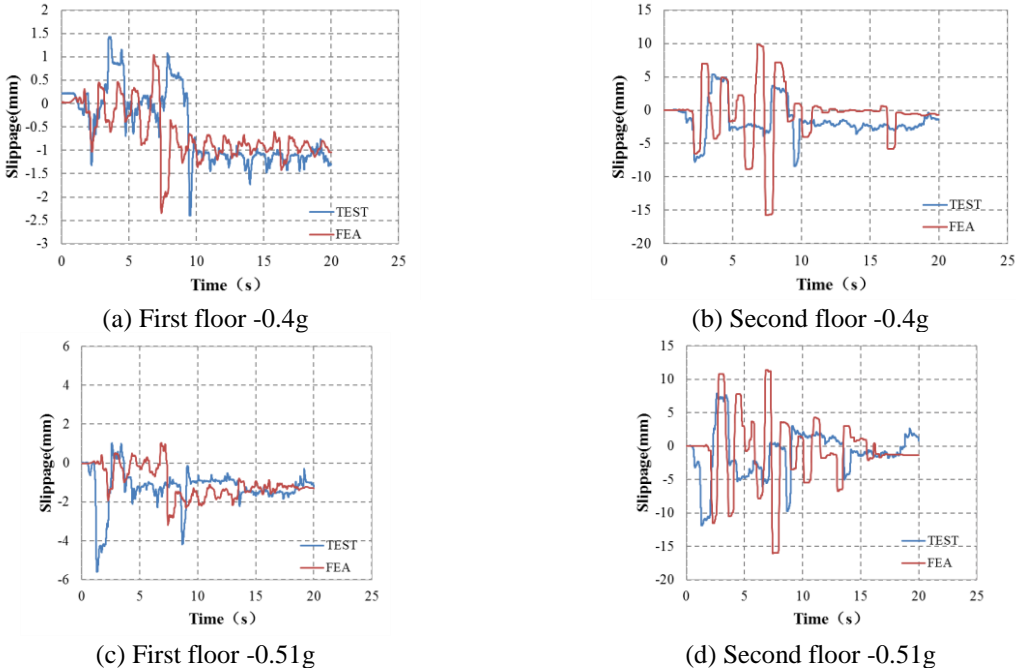 2
1.5
1
0.5
0
-0.5
-1
-1.5
-2
-2.5
-3
Slippage(mm)
TEST
FEA
0 5 10 15 20 25
Time（s）
(a) First floor -0.4g
15
10
5
0
-5
-10
-15
-20
Slippage(mm)
TEST
FEA
0 5 10 15 20 25
Time（s）
(b) Second floor -0.4g
6
4
2
0
-2
-4
-6
Slippage(mm)
TEST
FEA
0 5 10 15 20 25
Time（s）
(c) First floor -0.51g
15
10
5
0
-5
-10
-15
-20
Slippage(mm)
TEST
FEA
0 5 10 15 20 25
Time（s）
(d) Second floor -0.51g